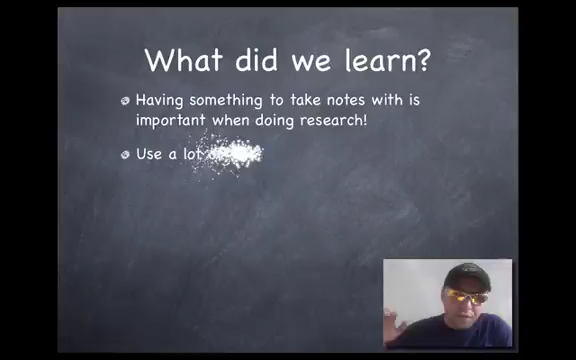 What did we learn?
Having something to take notes with is
important when doing research!
Use a lot